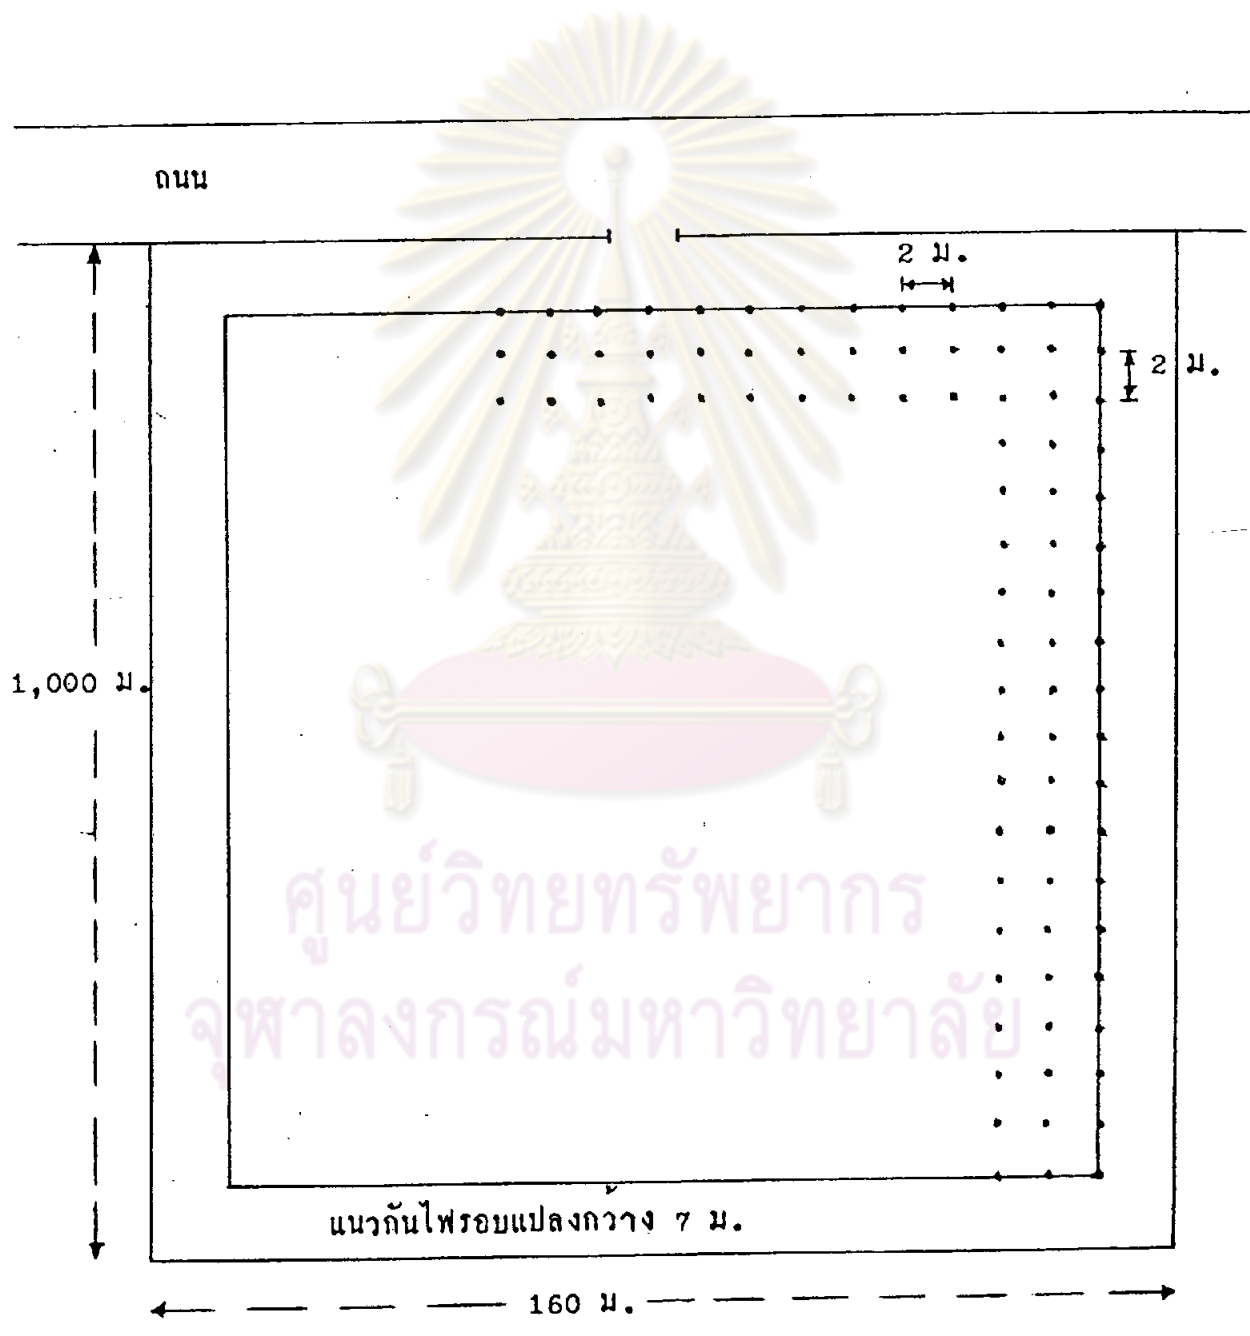 ถนน
2 ม.
2 ม.
1,000 ม.
ศูนย์วิทยทรัพยากร
จุฬาลงกรณ์มหาวิทยาลัย
แนวกันไฟรอบแปลงกว้าง 7 ม.
160 ม.